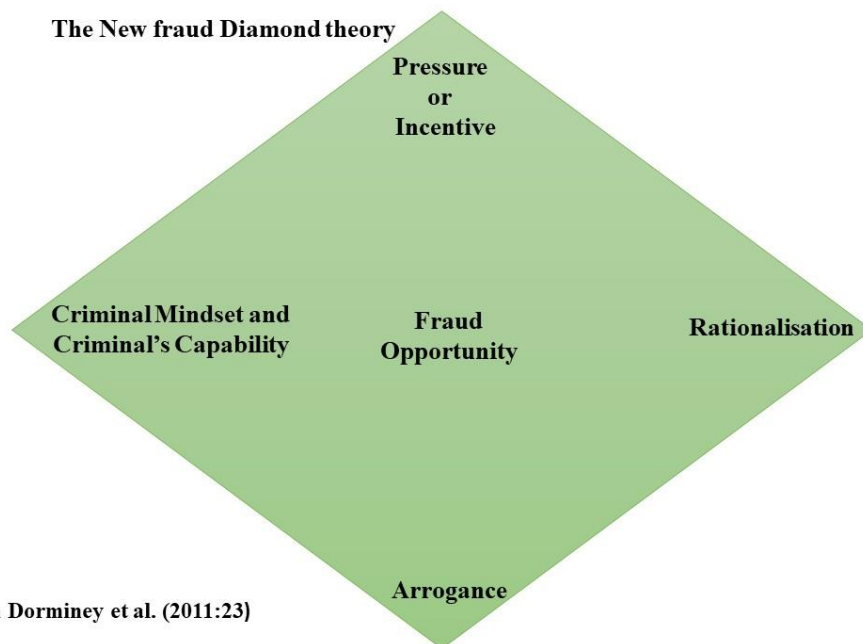 The New fraud Diamond theory
Pressure
or
Incentive
Criminal Mindset and
Criminal's Capability
Fraud
Opportunity
Rationalisation
Arrogance
Dorminey et al. (2011:23)